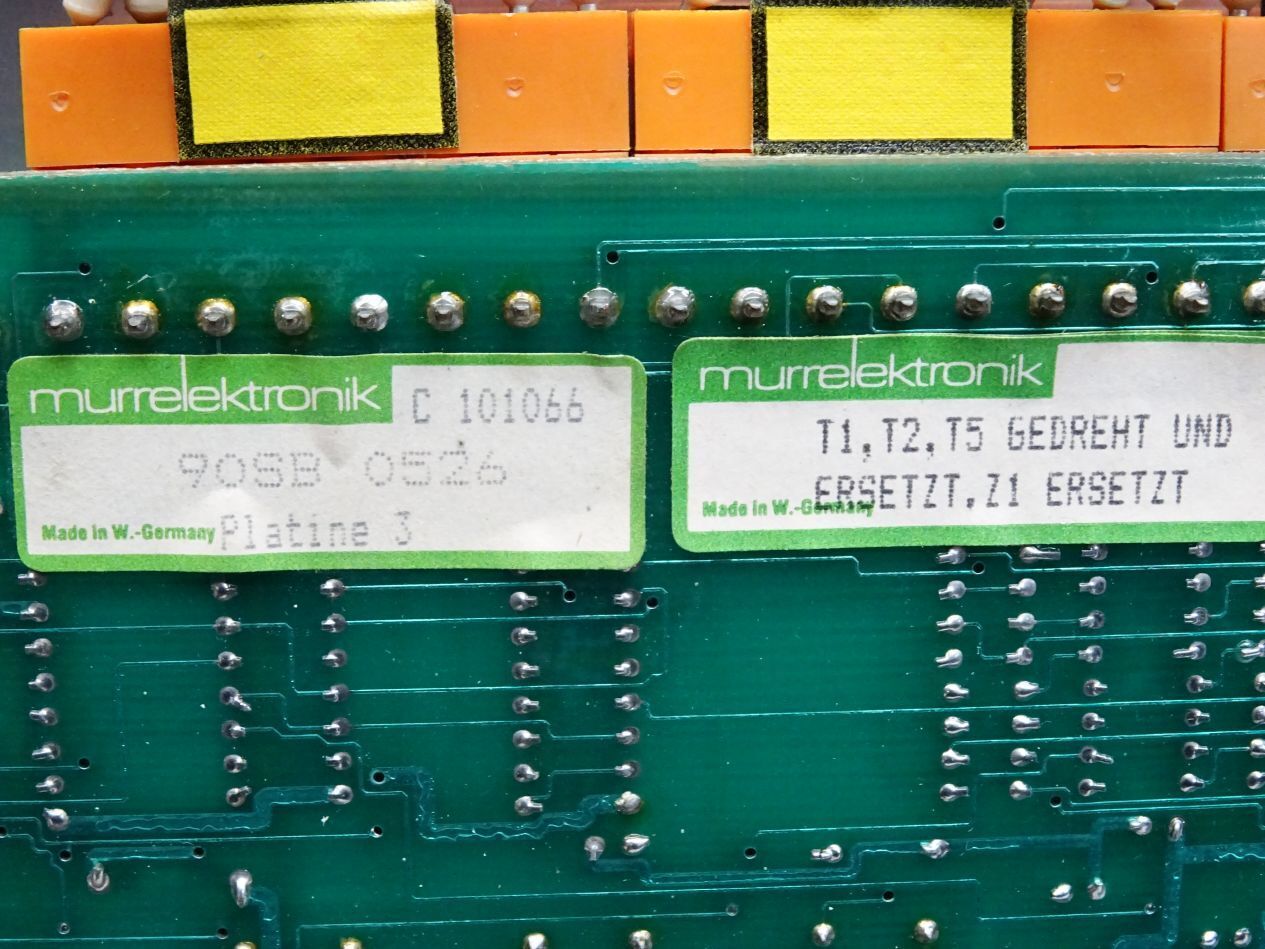 murrelektronik
C 101066
90SB 0526
Made in W.-Germany Platine 3
murrelektronik
T1,T2,T5 GEDREHT UND
ERSETZT,Z1 ERSETZT
Made in W.-Germany